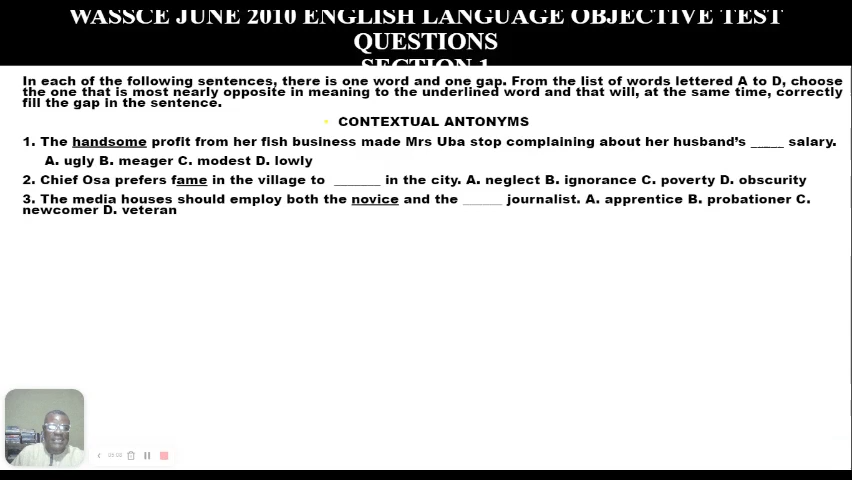 WASSCE JUNE 2010 ENGLISH LANGUAGE OBJECTIVE TEST
QUESTIONS
SECTION 1
In each of the following sentences, there is one word and one gap. From the list of words lettered A to D, choose
the one that is most nearly opposite in meaning to the underlined word and that will, at the same time, correctly
fill the gap in the sentence.
CONTEXTUAL ANTONYMS
1. The handsome profit from her fish business made Mrs Uba stop complaining about her husband’s _____ salary.
A. ugly B. meager C. modest D. lowly
2. Chief Osa prefers fame in the village to _______ in the city. A. neglect B. ignorance C. poverty D. obscurity
3. The media houses should employ both the novice and the ______ journalist. A. apprentice B. probationer C.
newcomer D. veteran